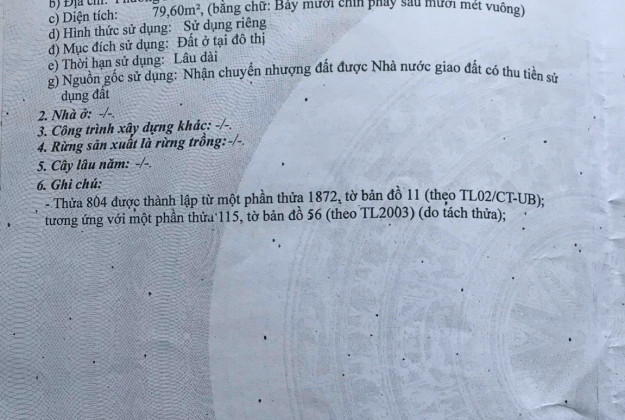 b) Địa chỉ:
c) Diện tích: 79,60m², (bằng chữ: Bảy mươi chín phẩy sáu mươi mét vuông)
d) Hình thức sử dụng: Sử dụng riêng
đ) Mục đích sử dụng: Đất ở tại đô thị
e) Thời hạn sử dụng: Lâu dài
g) Nguồn gốc sử dụng: Nhận chuyển nhượng đất được Nhà nước giao đất có thu tiền sử
dụng đất
2. Nhà ở: -/-.
3. Công trình xây dựng khác: -/-.
4. Rừng sản xuất là rừng trồng: -/-.
5. Cây lâu năm: -/-.
6. Ghi chú:
- Thửa 804 được thành lập từ một phần thửa 1872, tờ bản đồ 11 (theo TL02/CT-UB);
tương ứng với một phần thửa 115, tờ bản đồ 56 (theo TL2003) (do tách thửa);